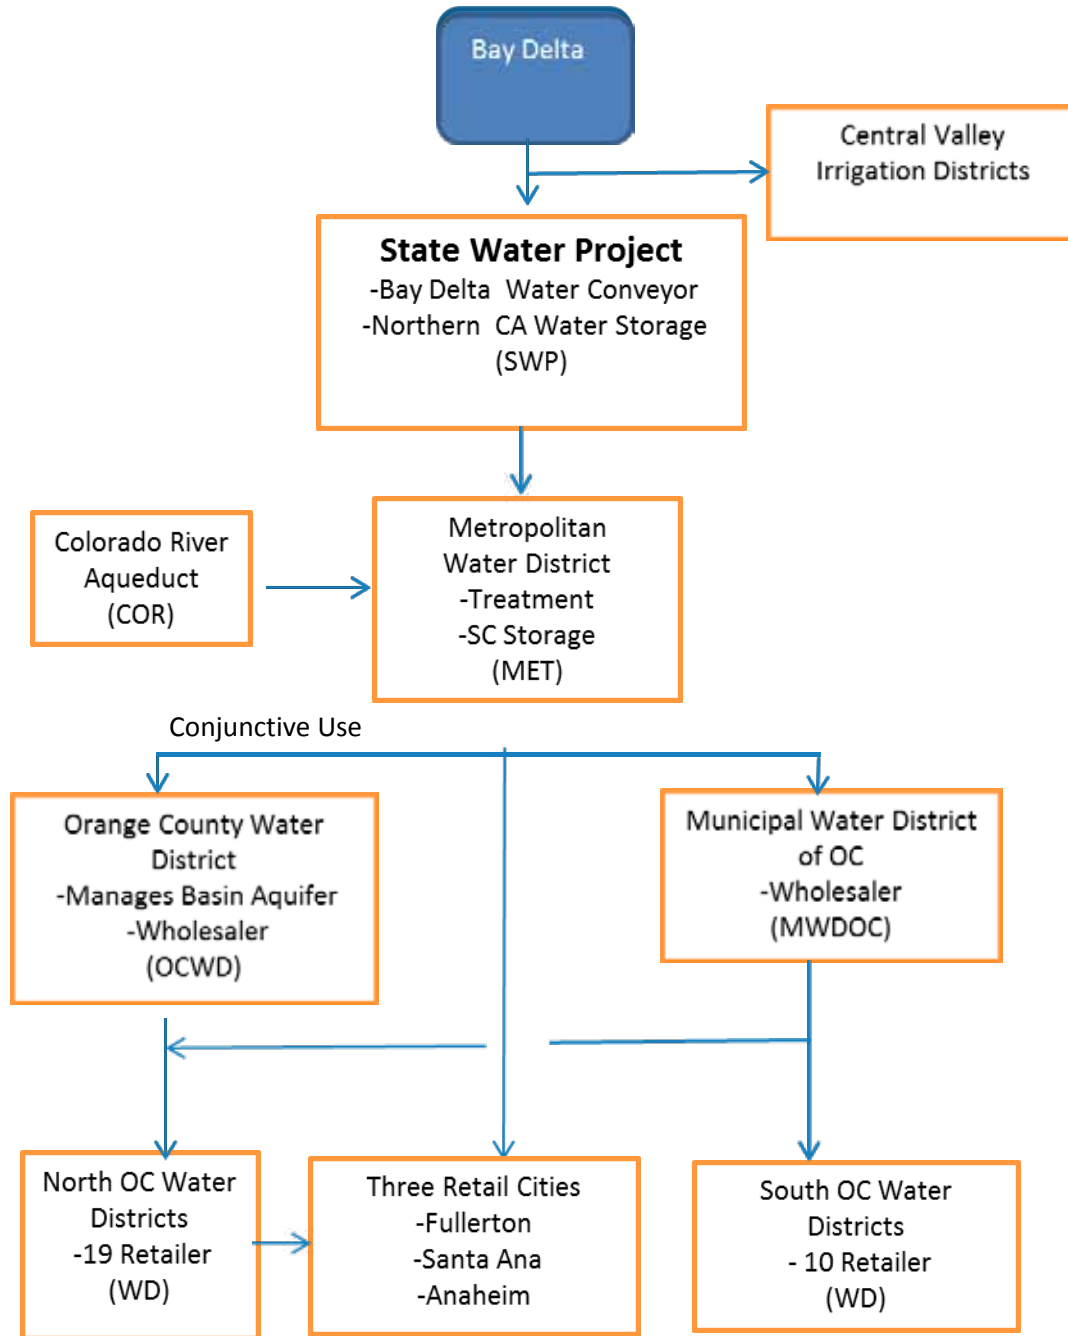 Bay Delta
Central Valley
Irrigation Districts
State Water Project
-Bay Delta Water Conveyor
-Northern CA Water Storage
(SWP)
Colorado River
Aqueduct
(COR)
Metropolitan
Water District
-Treatment
-SC Storage
(MET)
Conjunctive Use
Orange County Water
District
-Manages Basin Aquifer
-Wholesaler
(OCWD)
Municipal Water District
of OC
-Wholesaler
(MWDOC)
North OC Water
Districts
-19 Retailer
(WD)
Three Retail Cities
-Fullerton
-Santa Ana
-Anaheim
South OC Water
Districts
- 10 Retailer
(WD)